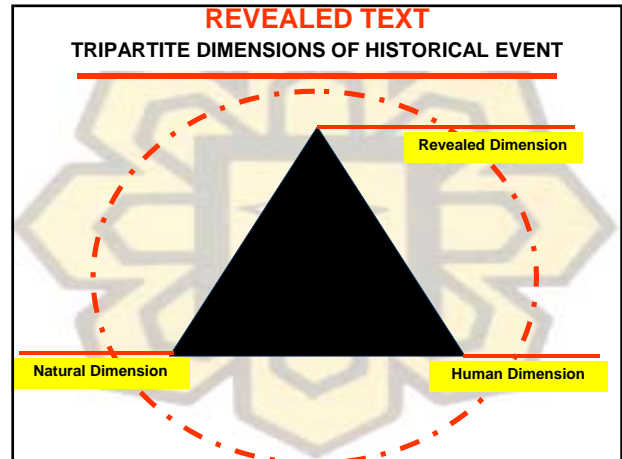 REVEALED TEXT
TRIPARTITE DIMENSIONS OF HISTORICAL EVENT
Revealed Dimension
Natural Dimension
Human Dimension